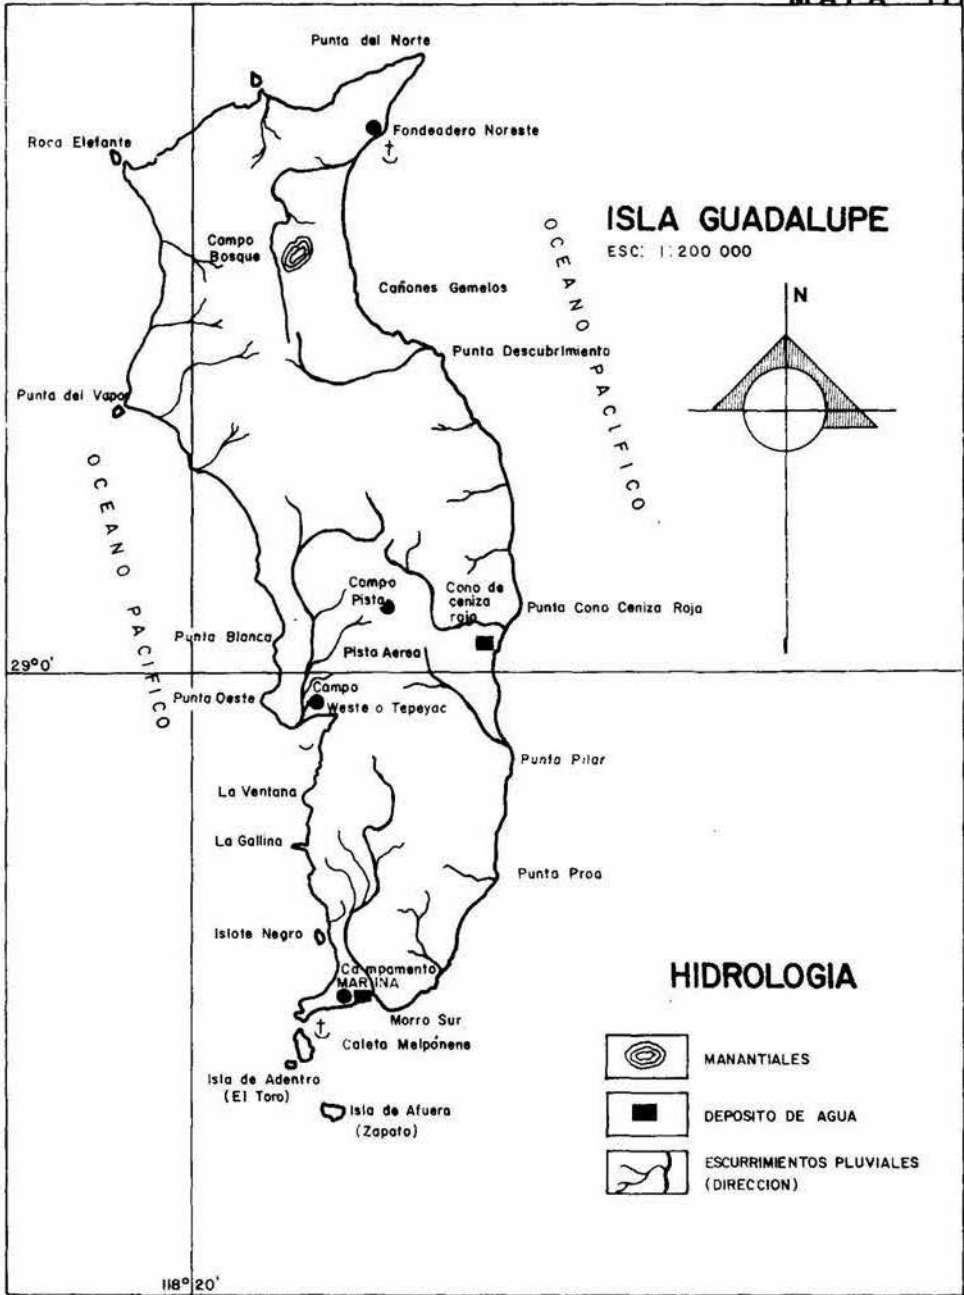 Punta del Norte
Fondeadero Noreste
Roca Elefante
ISLA GUADALUPE
ESC: 1:200 000
N
OCEANO PACIFICO
Campo
Bosque
Cañones Gemelos
Punta Descubrimiento
Punta del Vapor
OCEANO PACIFICO
Campo
Pista
Cono de
ceniza
roja
Punta Cono Ceniza Roja
Punta Blanca
Pista Aerea
29°0'
Punta Oeste
Campo
Weste o Tepeyac
Punta Pilar
La Ventana
La Gallina
Punta Proa
Islote Negro
Campamento
MARINA
HIDROLOGIA
Morro Sur
Caleta Melpónene
Isla de Adentro
(El Toro)
Isla de Afuera
(Zapato)
MANANTIALES
DEPOSITO DE AGUA
ESCURRIMIENTOS PLUVIALES
(DIRECCION)
118°20'